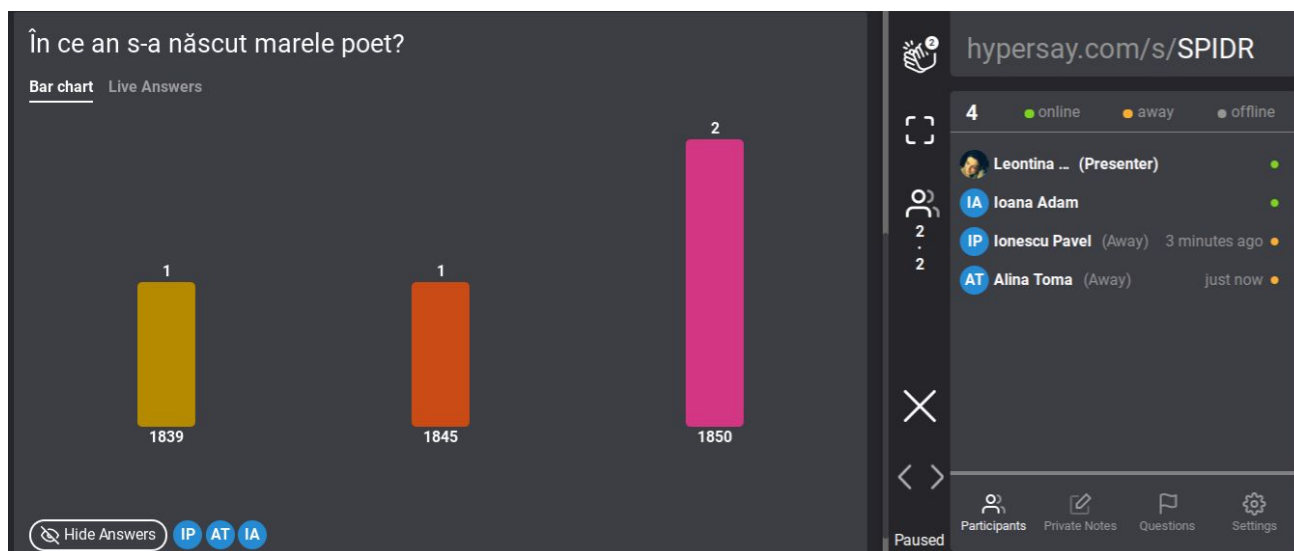 În ce an s-a născut marele poet?
Bar chart Live Answers
1
1
2
1839
1845
1850
Hide Answers IP AT IA
2
2
·
2
Paused
hypersay.com/s/SPIDR
4 online away offline
Leontina ... (Presenter)
IA Ioana Adam
IP Ionescu Pavel (Away) 3 minutes ago
AT Alina Toma (Away) just now
Participants Private Notes Questions Settings